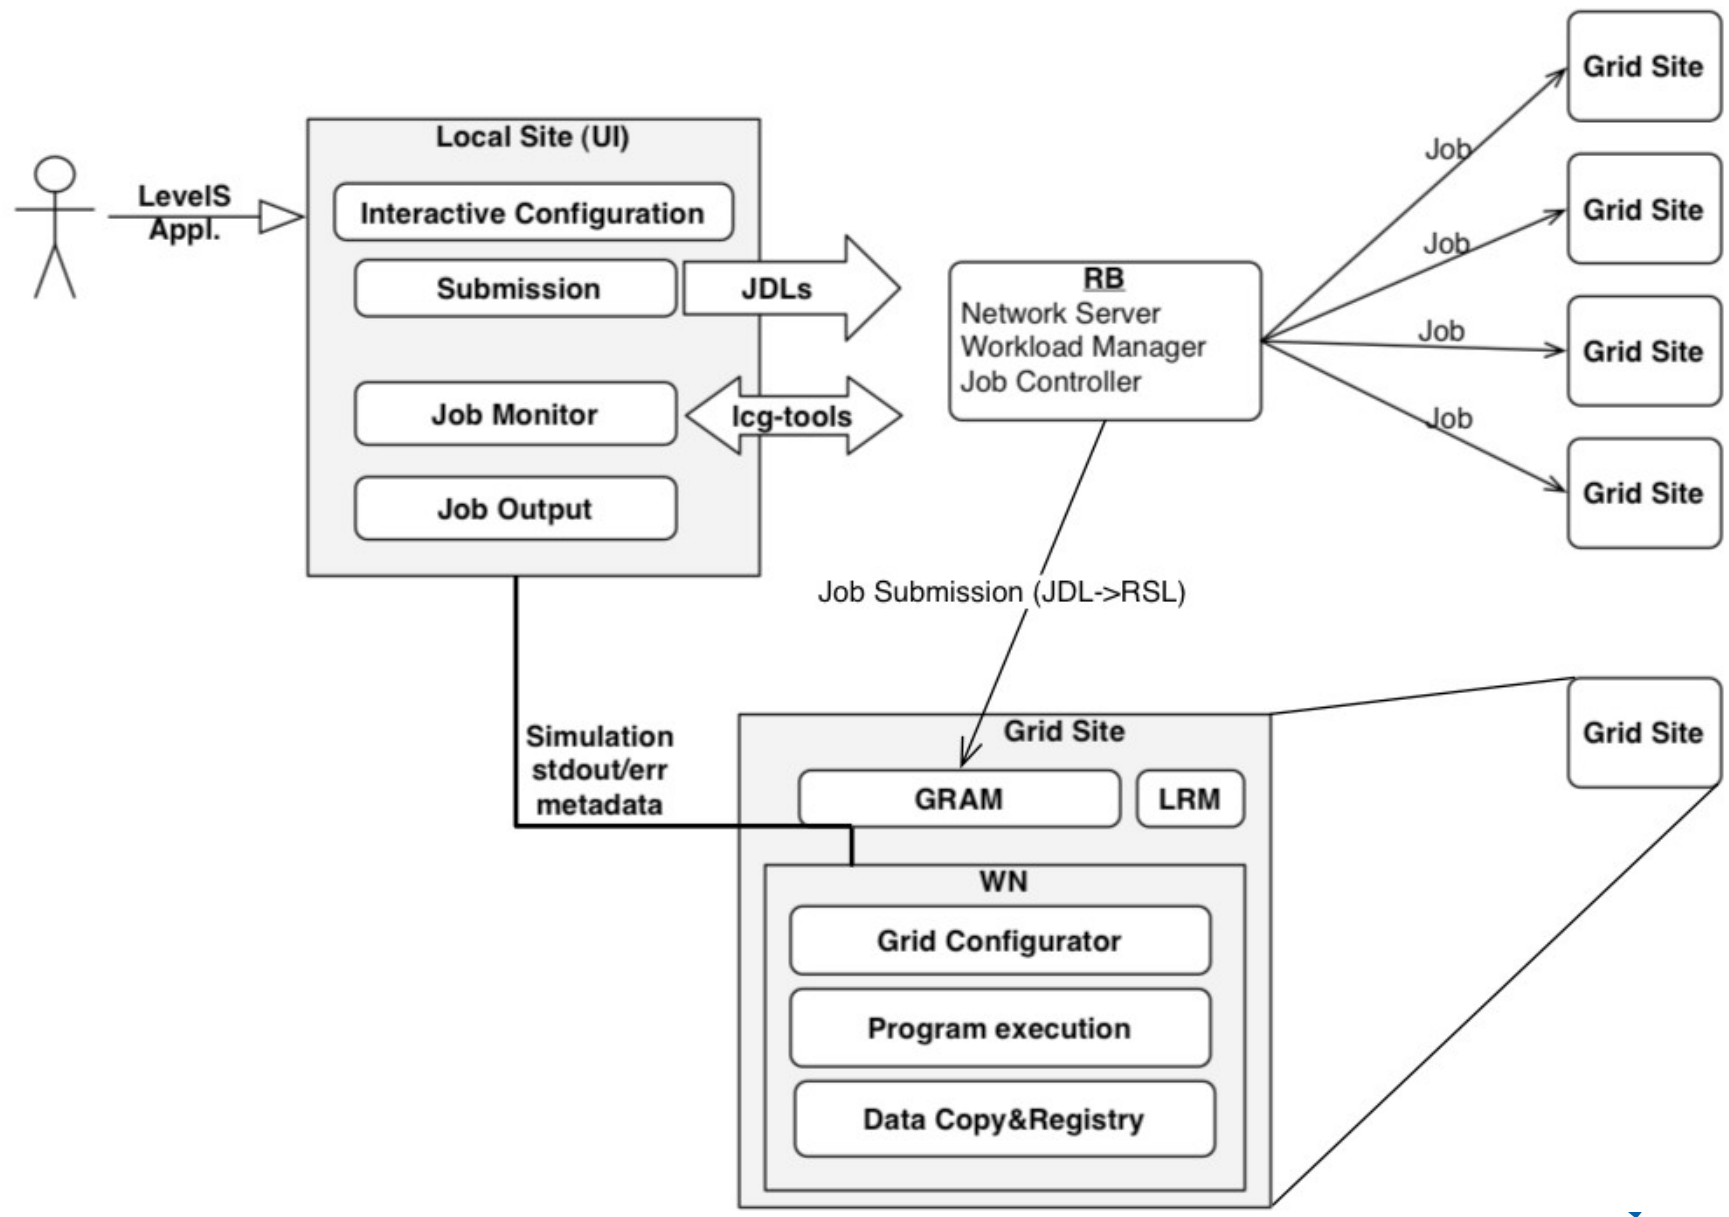 LevelS
Appl.
Local Site (UI)
Interactive Configuration
Submission
Job Monitor
Job Output
JDLs
lcg-tools
RB
Network Server
Workload Manager
Job Controller
Job
Job
Job
Job
Grid Site
Grid Site
Grid Site
Grid Site
Job Submission (JDL->RSL)
Simulation
stdout/err
metadata
Grid Site
GRAM
LRM
WN
Grid Configurator
Program execution
Data Copy&Registry
Grid Site